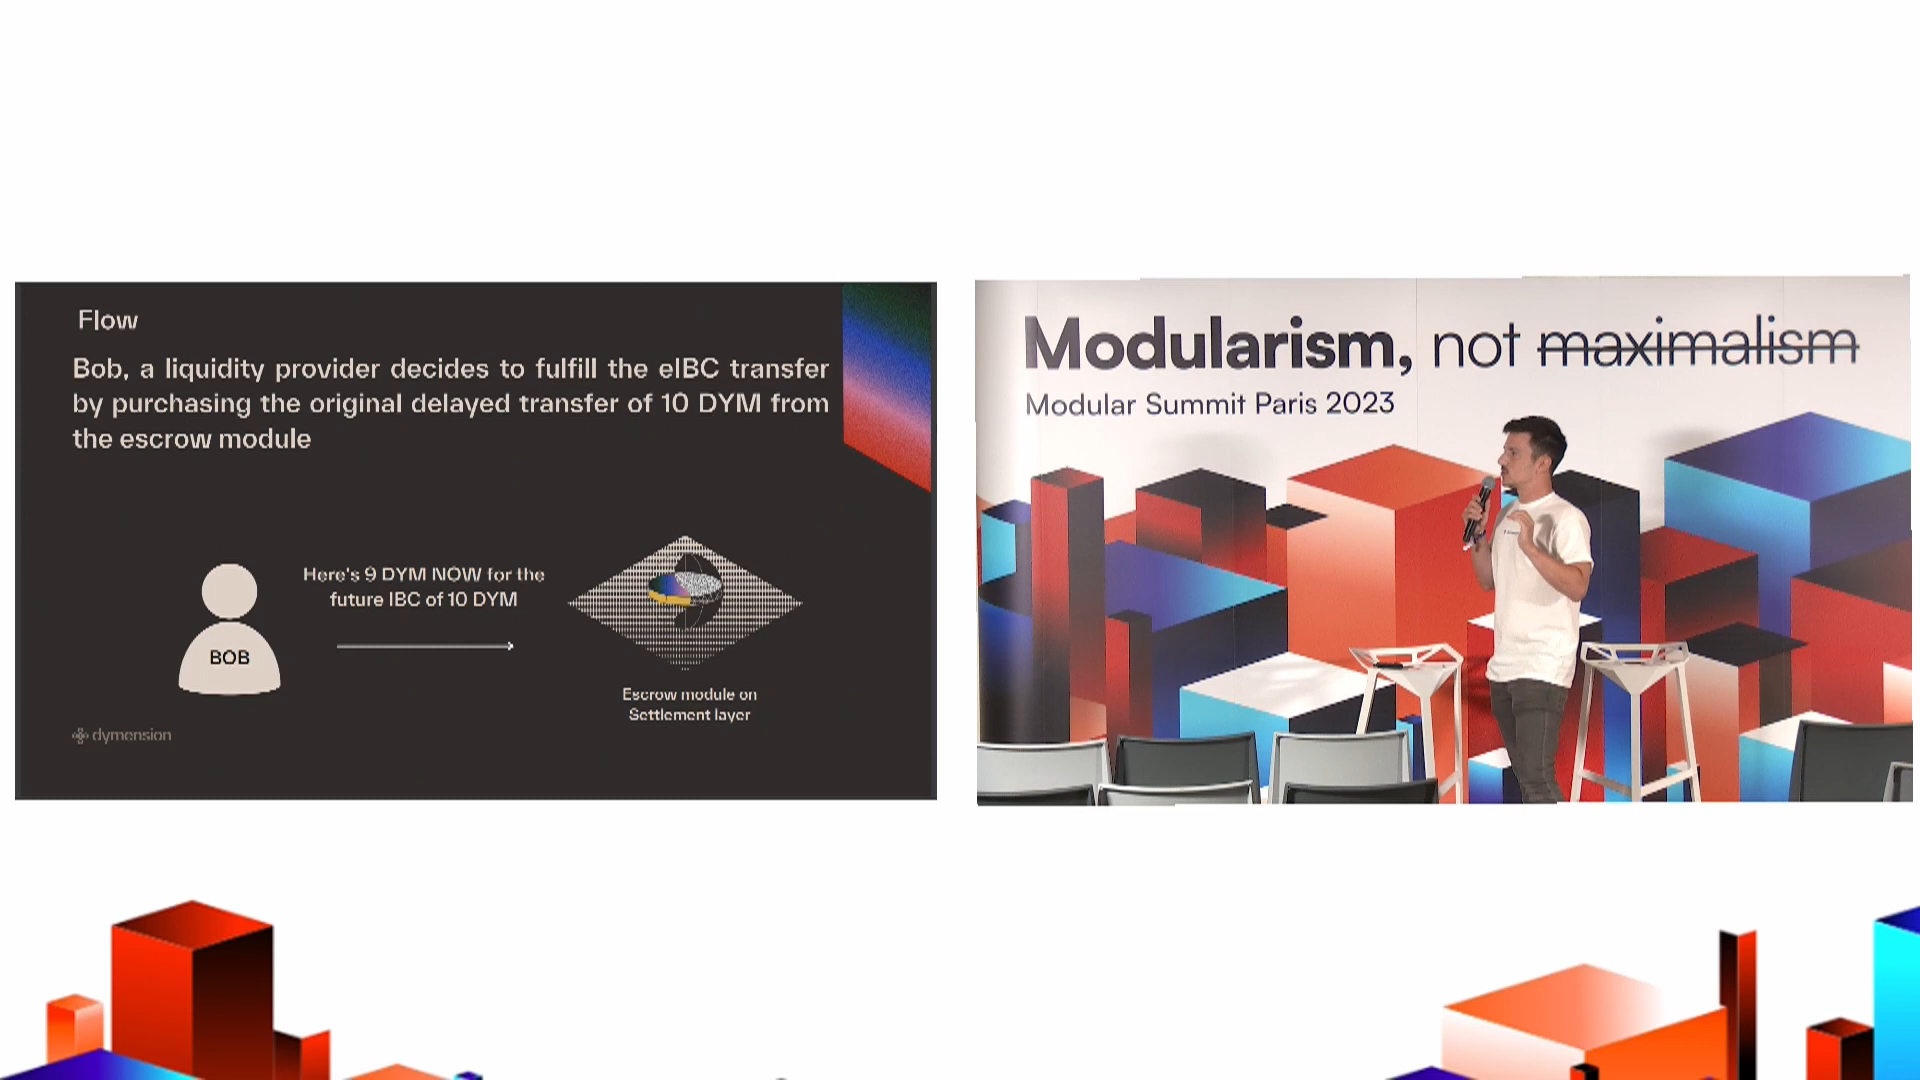 Flow
Bob, a liquidity provider decides to fulfill the eIBC transfer
by purchasing the original delayed transfer of 10 DYM from
the escrow module
Here's 9 DYM NOW for the
future IBC of 10 DYM
BOB
Escrow module on
Settlement layer
dymension
Modularism, not maximalism
Modular Summit Paris 2023